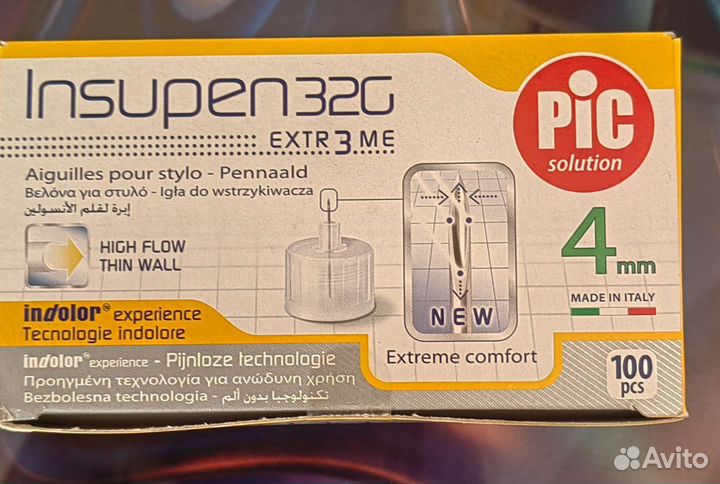 Insupen 32G
EXTR3ME
PiC
solution
Aiguilles pour stylo - Pennaald
Βελόνα για στυλό - Igła do wstrzykiwacza
إبرة لقلم الأنسولين
HIGH FLOW
THIN WALL
4mm
MADE IN ITALY
NEW
Extreme comfort
indolor® experience
Tecnologie indolore
indolor® experience - Pijnloze technologie
Προηγμένη τεχνολογία για ανώδυνη χρήση
Bezbolesna technologia - تكنولوجيا بدون ألم
100
pcs
Avito